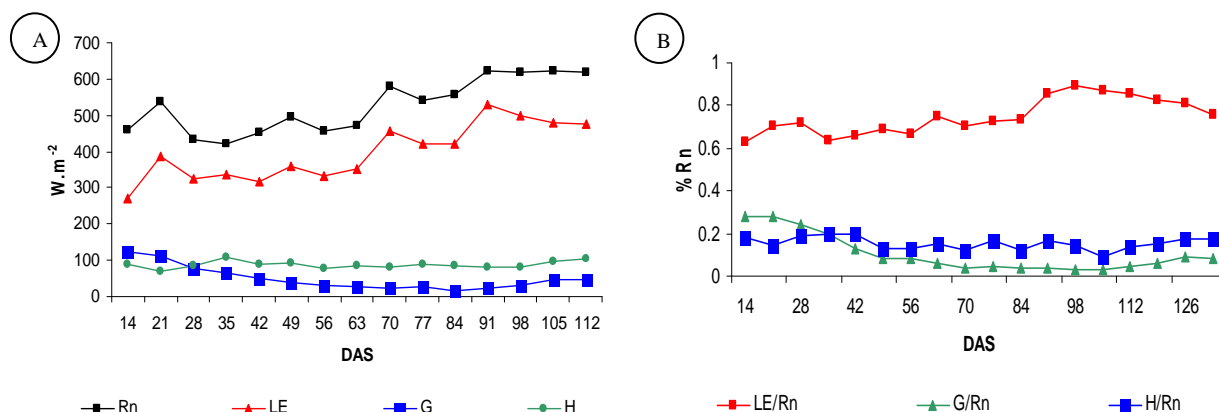 A
700
600
500
400
300
200
100
0
W.m-2
14 21 28 35 42 49 56 63 70 77 84 91 98 105 112
DAS
Rn LE G H
B
1
0.8
0.6
0.4
0.2
0
% Rn
14 28 42 56 70 84 98 112 126
DAS
LE/Rn G/Rn H/Rn